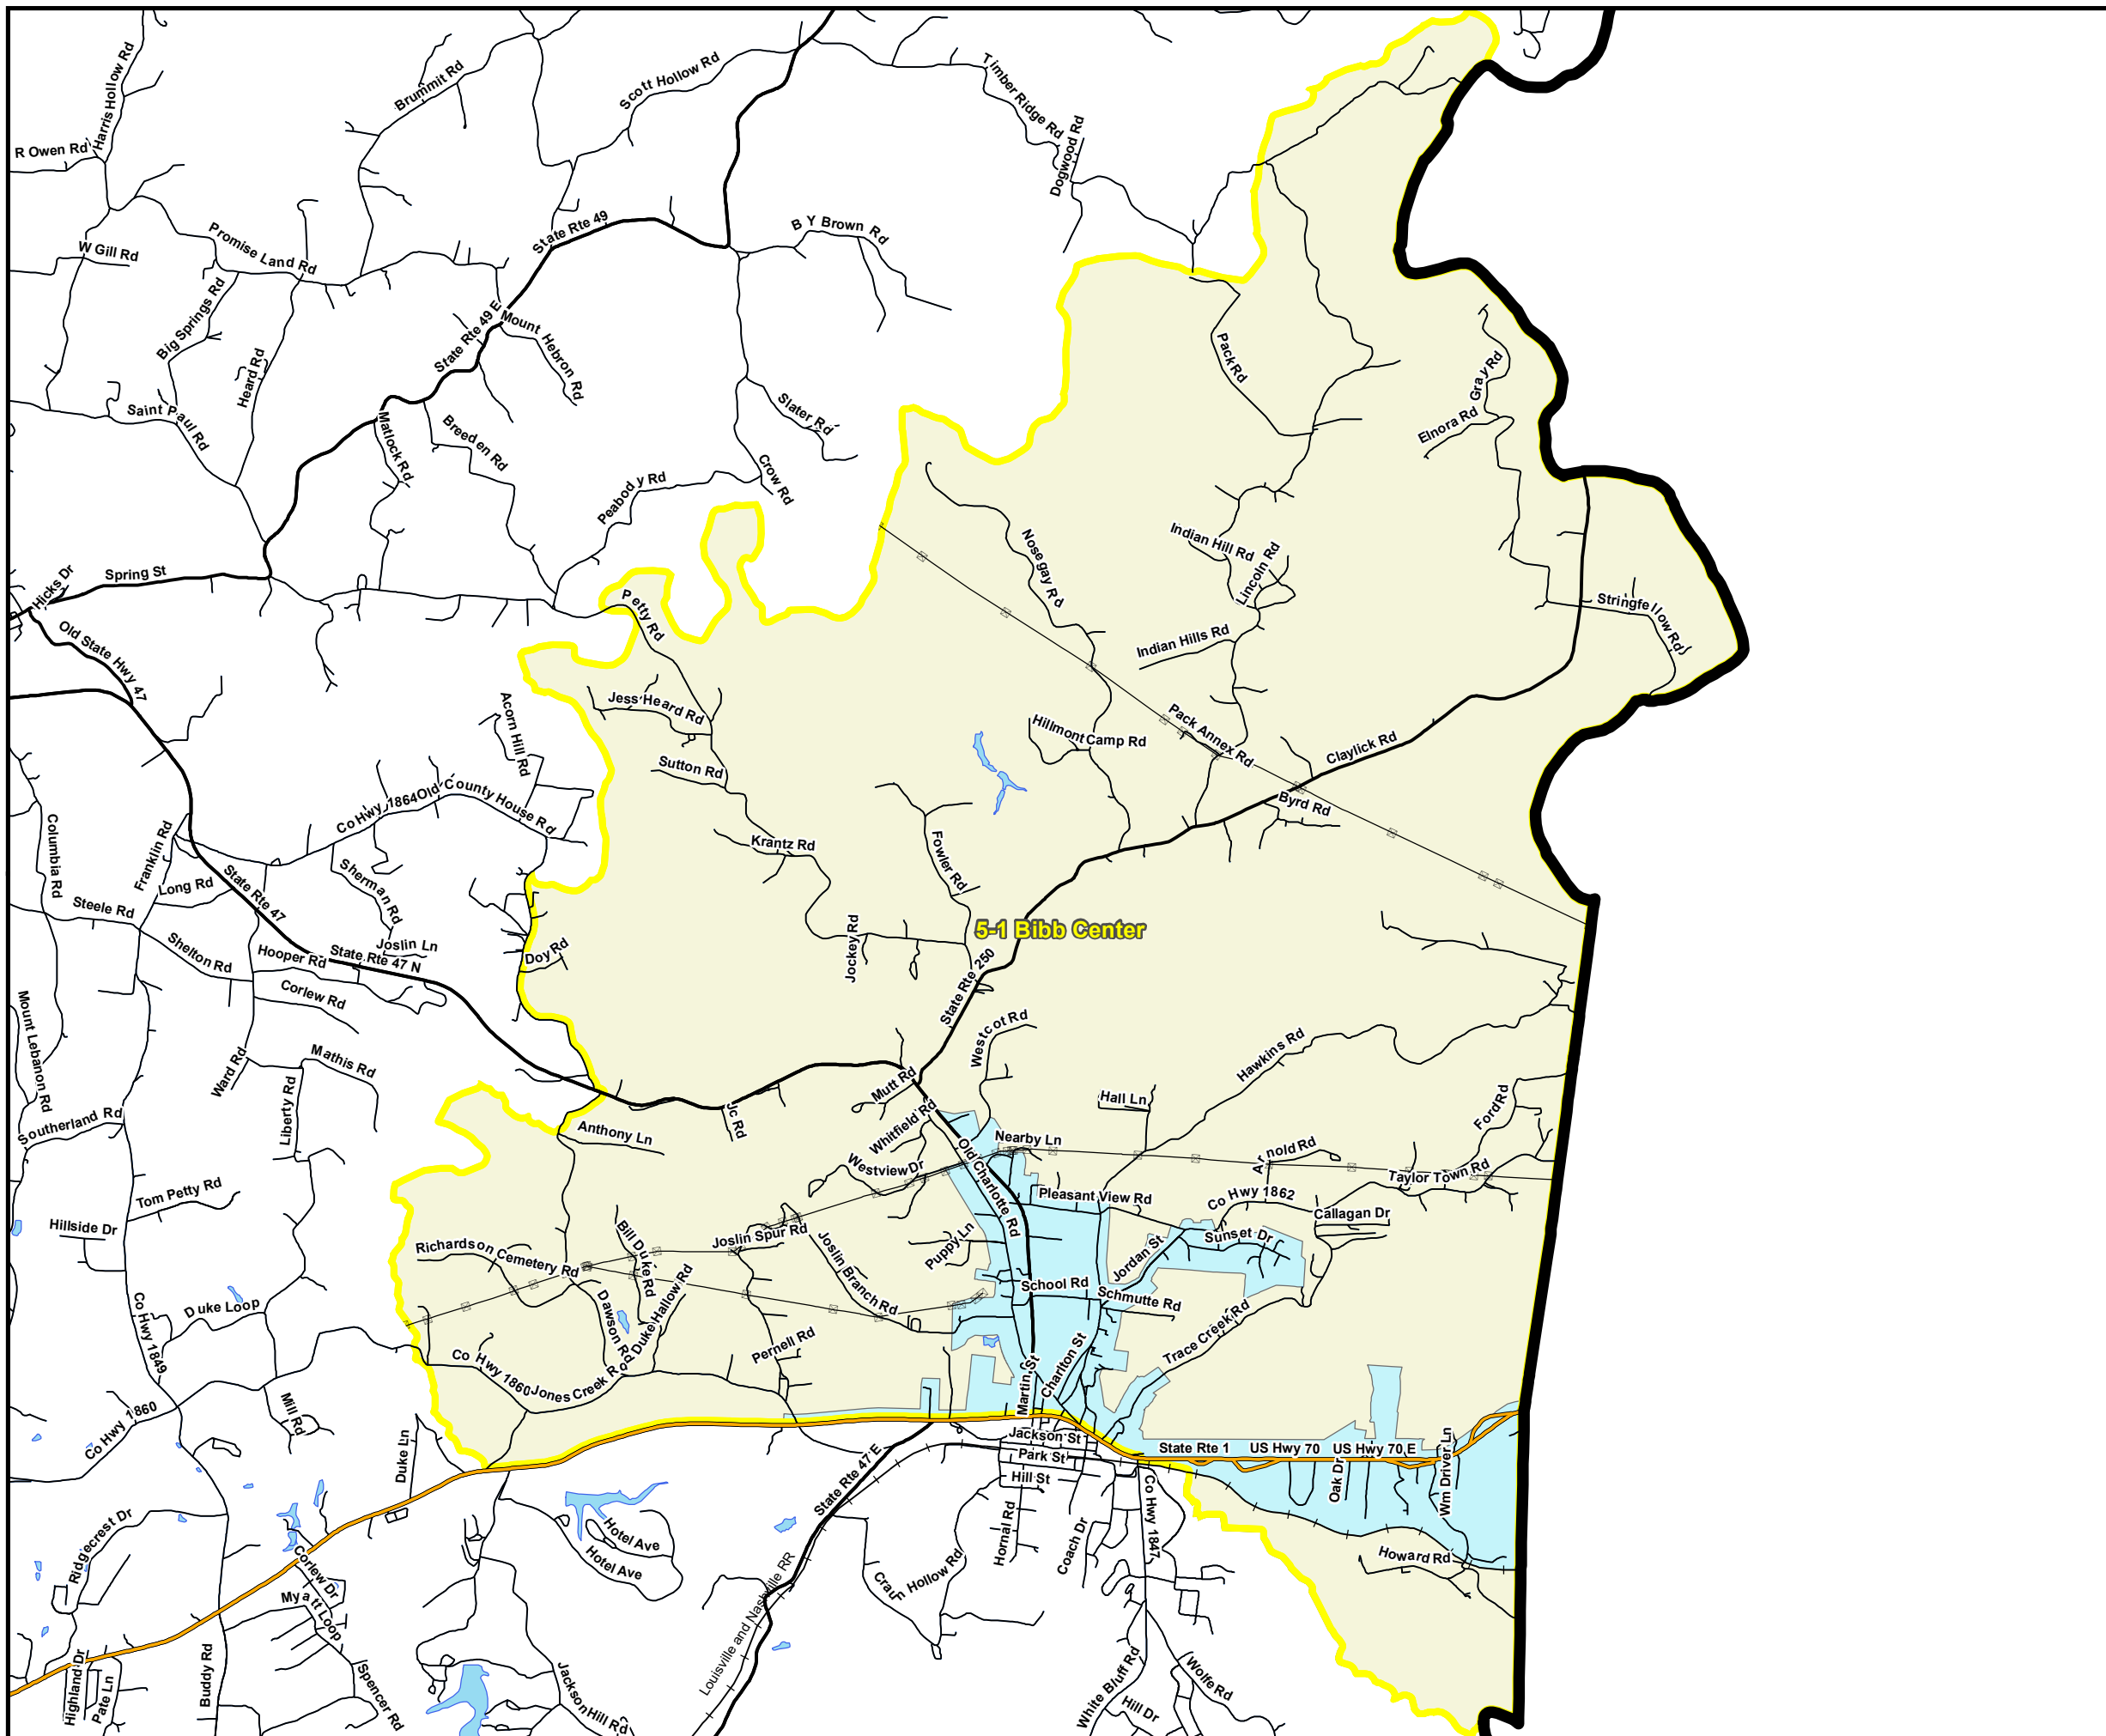 Harris Hollow Rd
Brummit Rd
Scott Hollow Rd
Timber Ridge Rd
R Owen Rd
Dogwood Rd
State Rte 49
B Y Brown Rd
Promise Land Rd
W Gill Rd
Big Springs Rd
State Rte 49 E
Mount Hebron Rd
Pack Rd
Heard Rd
Gray Rd
Saint Paul Rd
Matlock Rd
Breeden Rd
Slater Rd
Elnora Rd
Crow Rd
Peabody Rd
Nosegay Rd
Indian Hill Rd
Lincoln Rd
Spring St
Hicks Dr
Petty Rd
Stringfellow Rd
Old State Hwy 47
Indian Hills Rd
Jess Heard Rd
Acorn Hill Rd
Hillmont Camp Rd
Pack Annex Rd
Claylick Rd
Sutton Rd
Co Hwy 1864
Old County House Rd
Byrd Rd
Columbia Rd
Franklin Rd
Krantz Rd
Fowler Rd
Long Rd
State Rte 47
Sherman Rd
Steele Rd
5-1 Bibb Center
Shelton Rd
Hooper Rd
State Rte 47 N
Joslin Ln
Doy Rd
Jockey Rd
State Rte 250
Corlew Rd
Mount Lebanon Rd
Westcot Rd
Ward Rd
Mathis Rd
Hawkins Rd
Liberty Rd
Mutt Rd
Hall Ln
Ford Rd
Southerland Rd
Jc Rd
Whitfield Rd
Anthony Ln
Nearby Ln
Old Charlotte Rd
Arnold Rd
Westview Dr
Taylor Town Rd
Tom Petty Rd
Pleasant View Rd
Co Hwy 1862
Hillside Dr
Callagan Dr
Joslin Spur Rd
Puppy Ln
Sunset Dr
Richardson Cemetery Rd
Bill Duke Rd
Joslin Branch Rd
Jordan St
School Rd
Schmutte Rd
Duke Loop
Co Hwy 1849
Dawson Rd
Duke Hallow Rd
Trace Creek Rd
Pernell Rd
Co Hwy 1860
Jones Creek Rd
Martin St
Charlton St
Mill Rd
Co Hwy 1860
Duke Ln
Jackson St
Park St
Hill St
State Rte 1
US Hwy 70
US Hwy 70 E
Oak Dr
Wm Driver Ln
State Rte 47 E
Co Hwy 1847
Ridgecrest Dr
Hotel Ave
Hotel Ave
Hornal Rd
Coach Dr
Howard Rd
Corlew Dr
Craun Hollow Rd
Myatt Loop
Louisville and Nashville RR
Buddy Rd
Highland Dr
Pate Ln
Spencer Rd
Jackson Hill Rd
White Bluff Rd
Wolfe Rd
Hill Dr